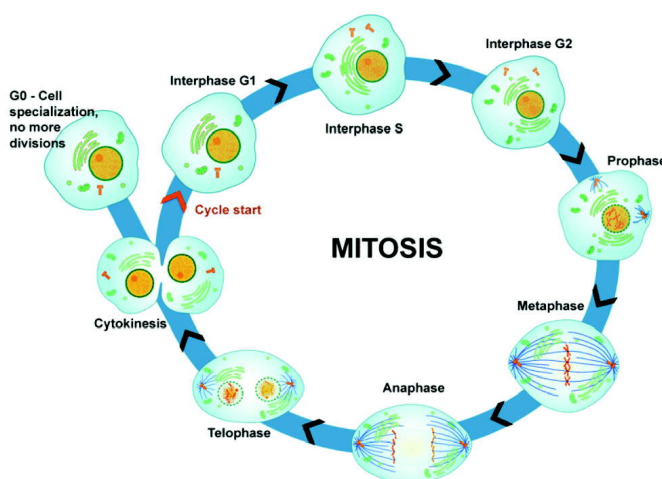 Interphase G2
Interphase G1
G0 - Cell
specialization,
no more
divisions
Interphase S
Prophase
Cycle start
MITOSIS
Metaphase
Cytokinesis
Anaphase
Telophase